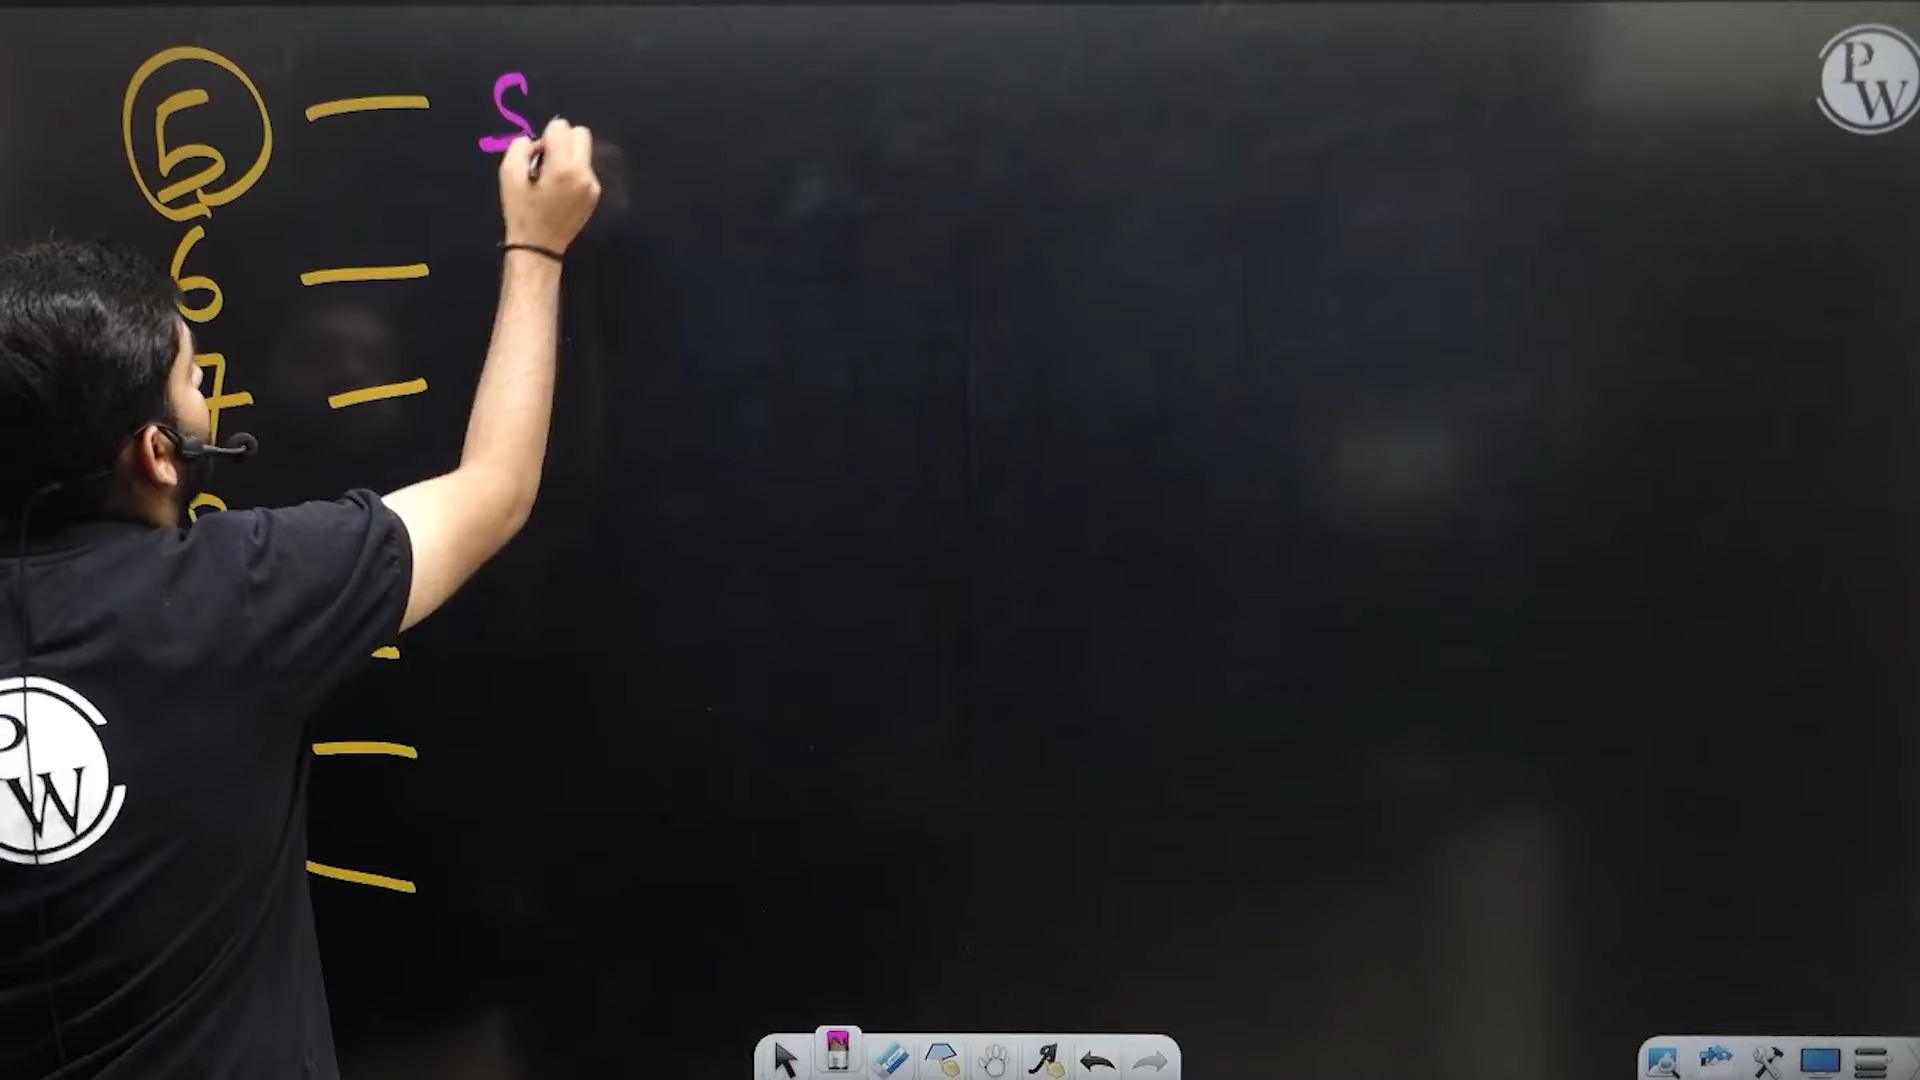 5 — S
6 —
7 —
—
—
—
PW
PW